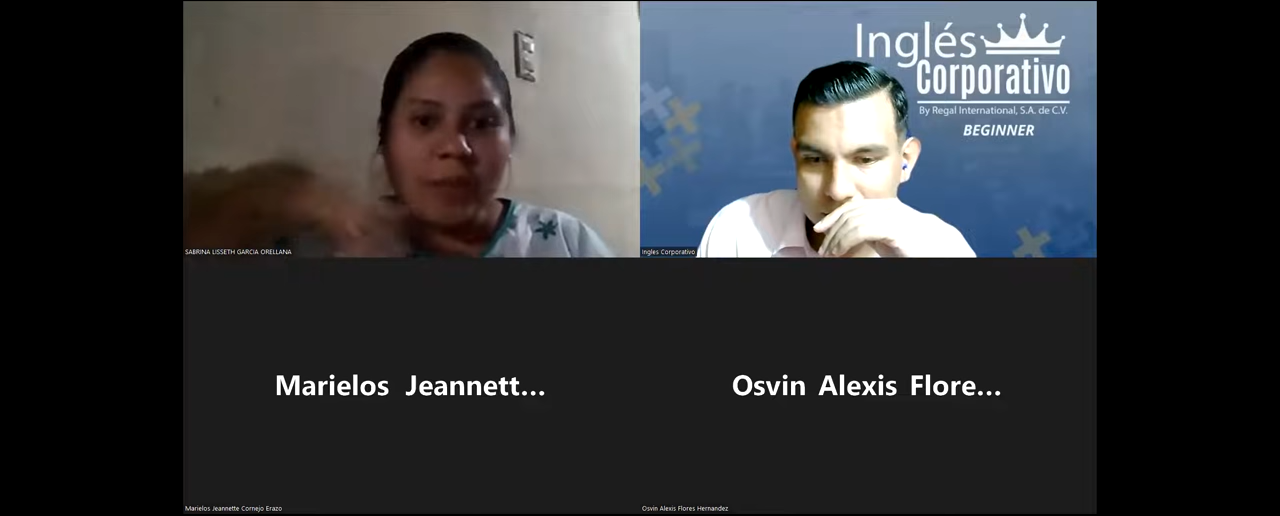 Inglés
Corporativo
By Regal International, S.A. de C.V.
BEGINNER
SABRINA LISSETH GARCIA ORELLANA
Ingles Corporativo
Marielos Jeannett...
Osvin Alexis Flore...
Marielos Jeannette Cornejo Erazo
Osvin Alexis Flores Hernandez